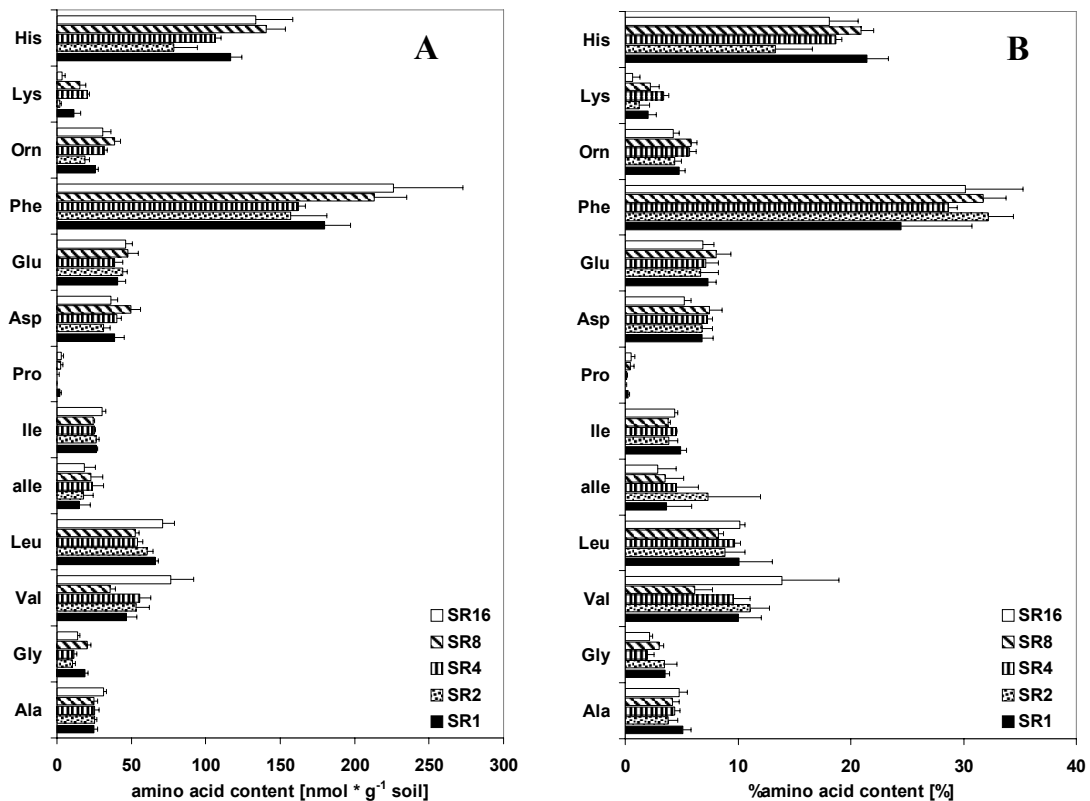 A
His
Lys
Orn
Phe
Glu
Asp
Pro
Ile
aIle
Leu
Val
Gly
Ala
SR16
SR8
SR4
SR2
SR1
0 50 100 150 200 250 300
amino acid content [nmol * g⁻¹ soil]
B
His
Lys
Orn
Phe
Glu
Asp
Pro
Ile
aIle
Leu
Val
Gly
Ala
SR16
SR8
SR4
SR2
SR1
0 10 20 30 40
%amino acid content [%]